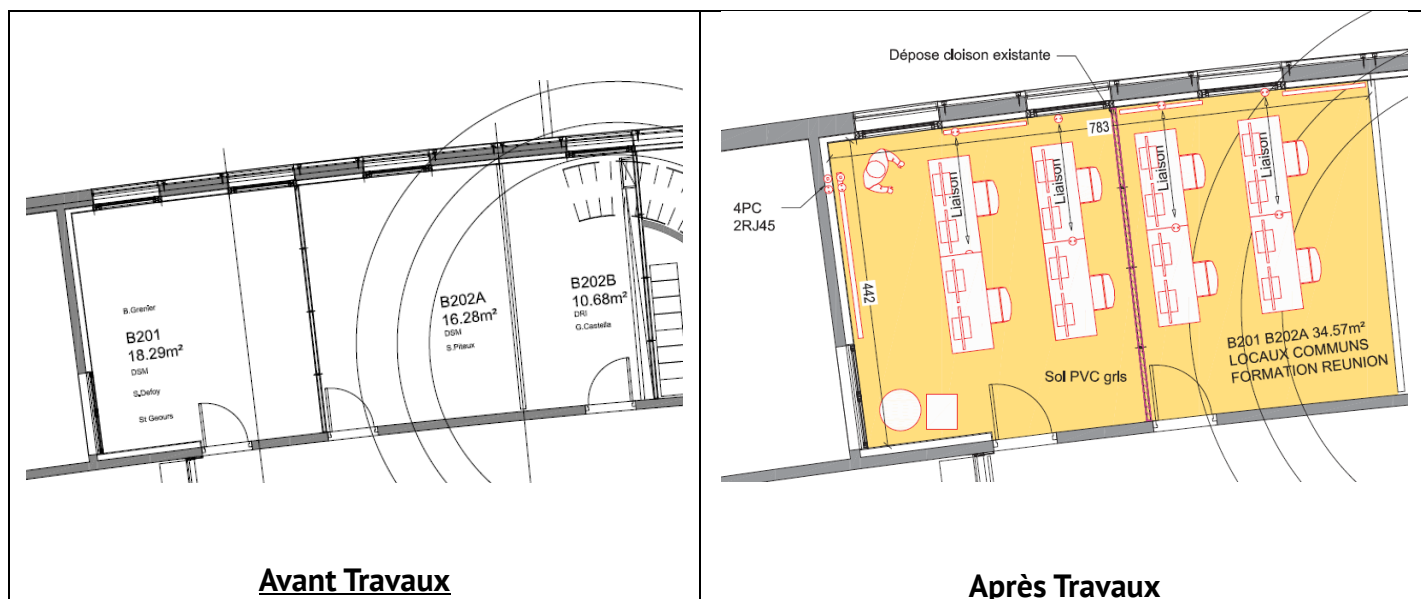 B.Grenier
B201
18.29m²
DSM
S.Defoy
St Geours
B202A
16.28m²
DSM
S.Piteux
B202B
10.68m²
DRI
G.Castella
Avant Travaux
Dépose cloison existante
783
4PC
2RJ45
Liaison
Liaison
Liaison
Liaison
442
Sol PVC gris
B201 B202A 34.57m²
LOCAUX COMMUNS
FORMATION REUNION
Après Travaux